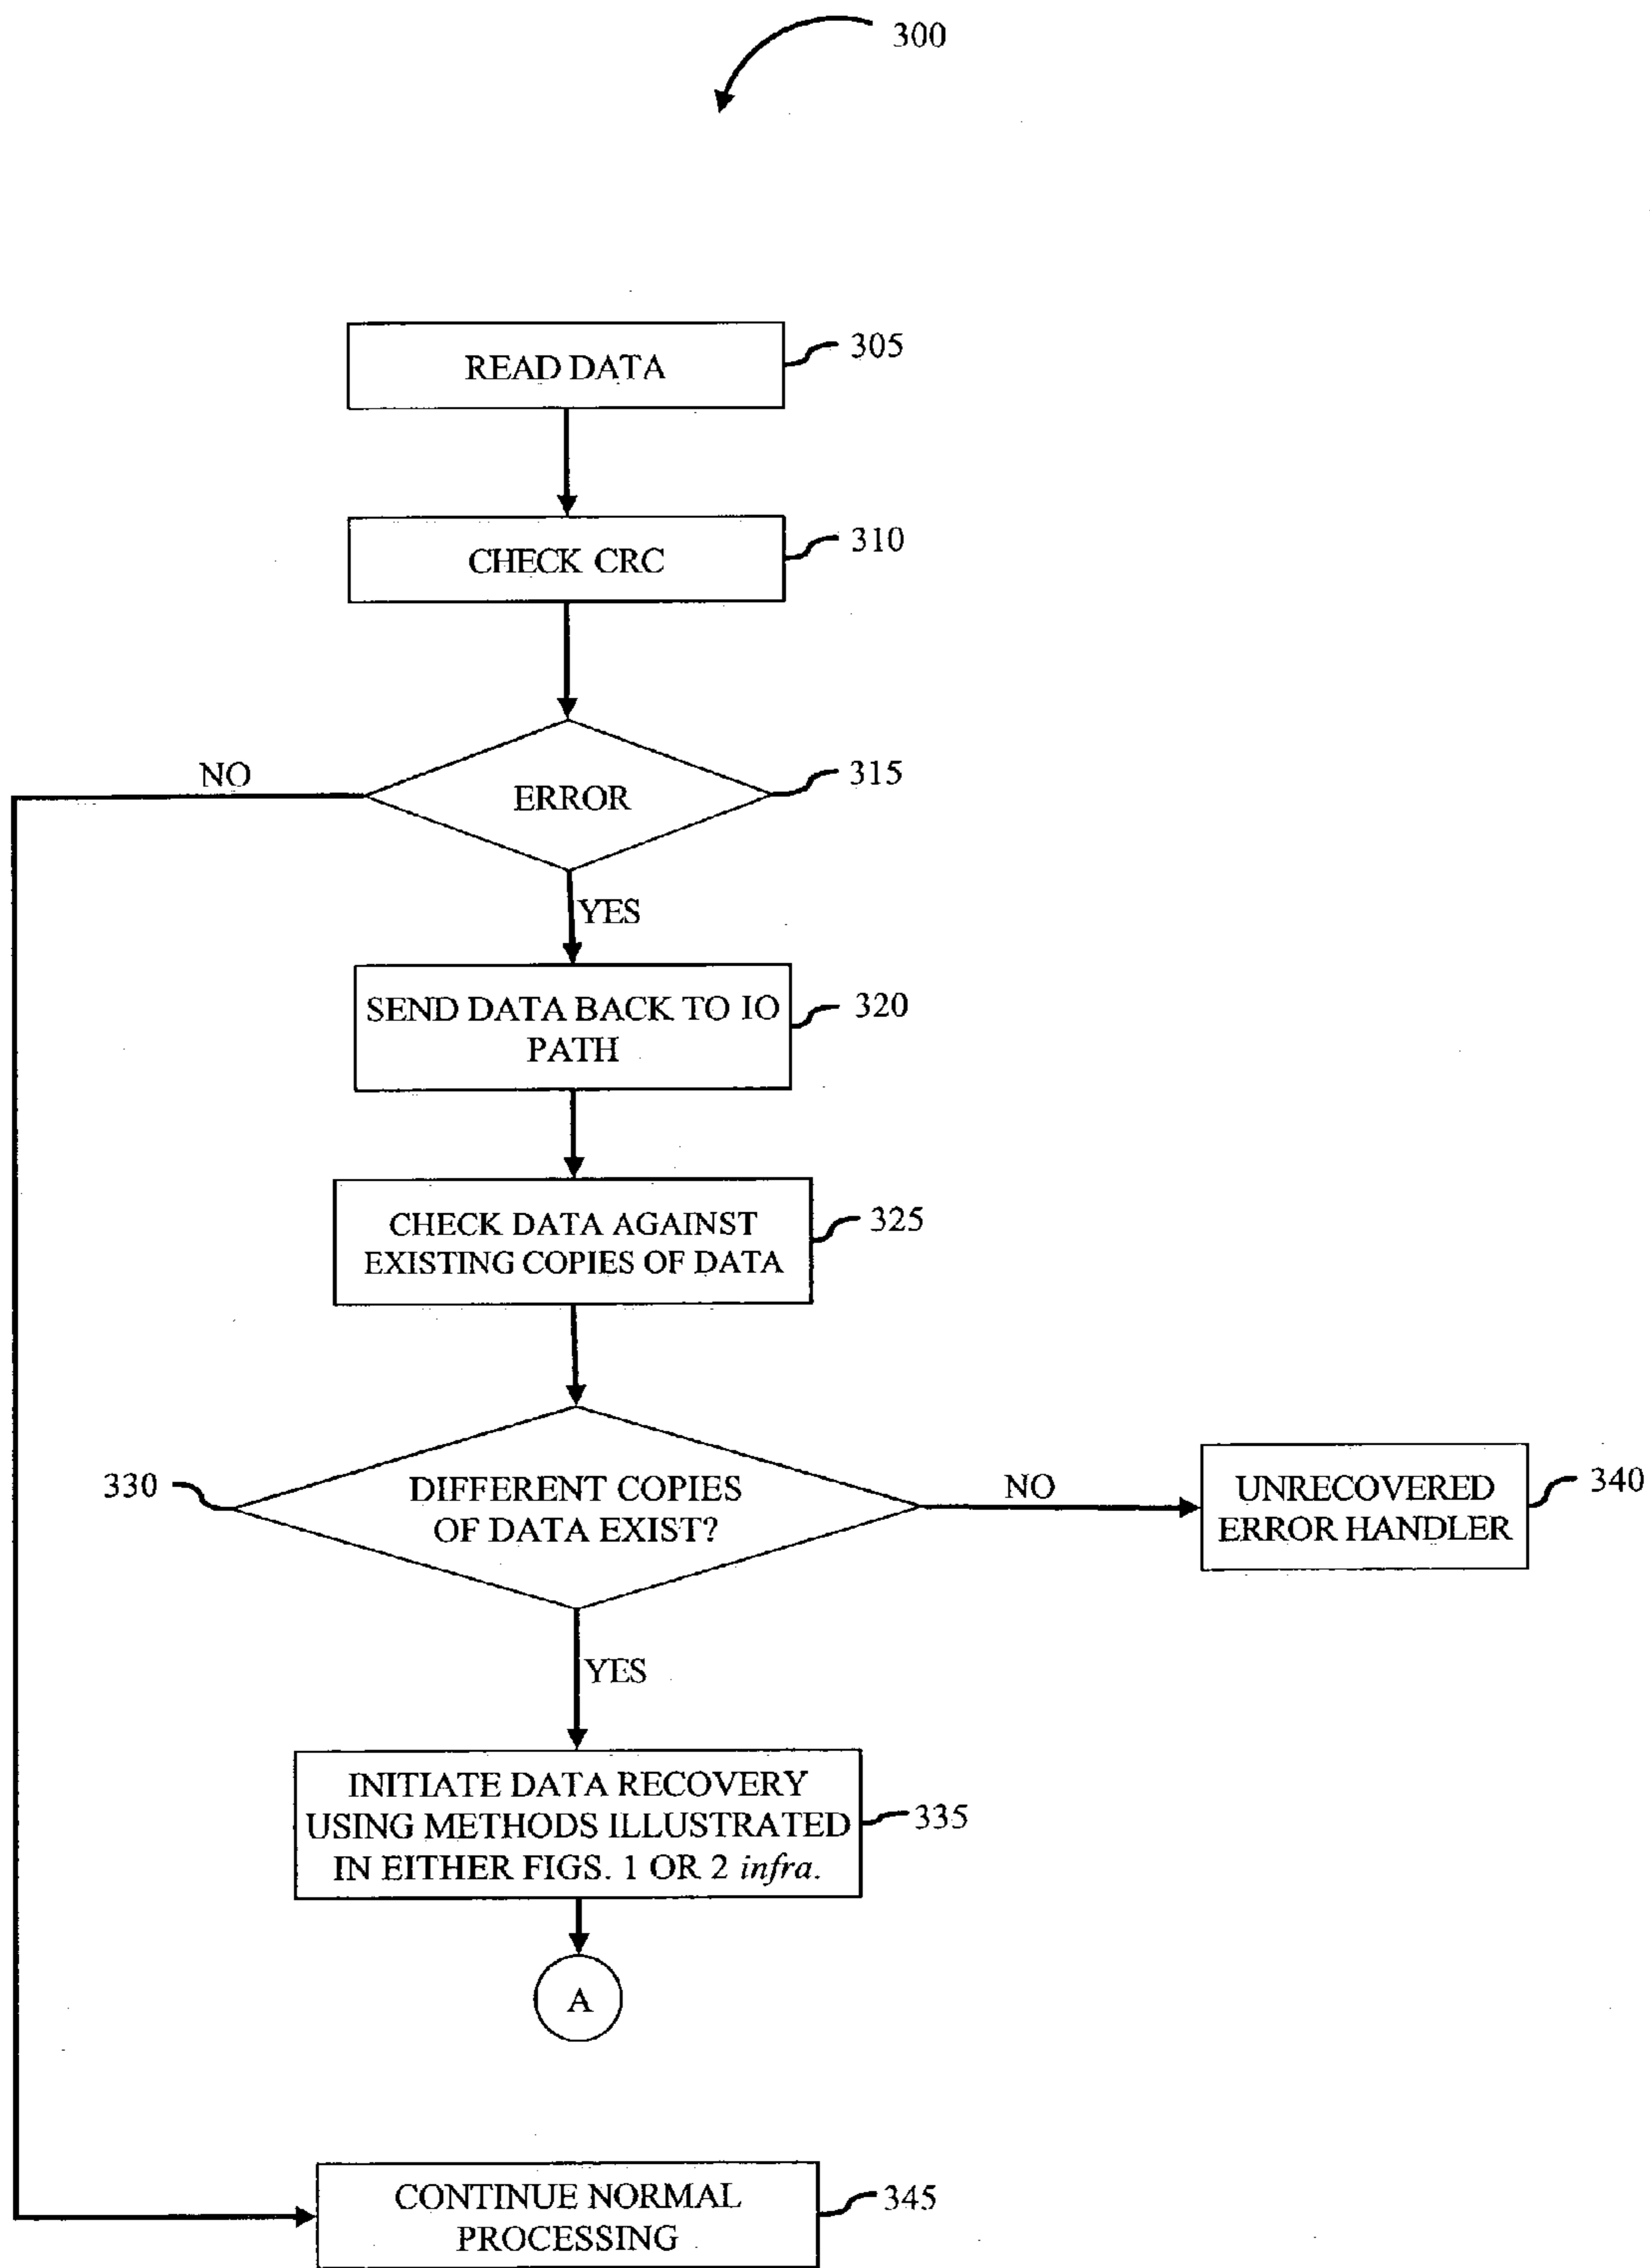 300
READ DATA
305
CHECK CRC
310
NO
ERROR
315
YES
SEND DATA BACK TO IO
PATH
320
CHECK DATA AGAINST
EXISTING COPIES OF DATA
325
330
DIFFERENT COPIES
OF DATA EXIST?
NO
UNRECOVERED
ERROR HANDLER
340
YES
INITIATE DATA RECOVERY
USING METHODS ILLUSTRATED
IN EITHER FIGS. 1 OR 2 infra.
335
A
CONTINUE NORMAL
PROCESSING
345